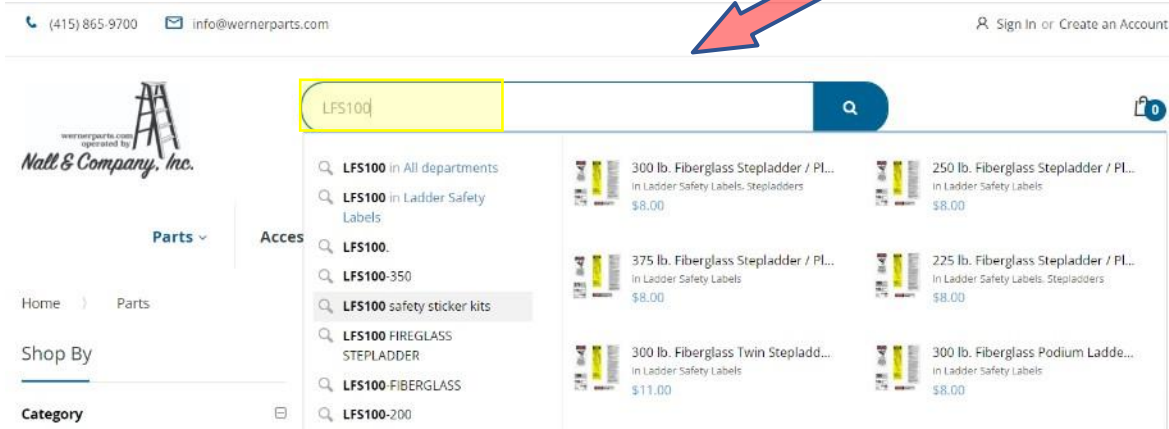 (415) 865-9700 info@wernerparts.com Sign In or Create an Account
wernerparts.com
operated by
Nall & Company, Inc.
LFS100
0
Parts
Acces
Home Parts
Shop By
Category
LFS100 in All departments
LFS100 in Ladder Safety
Labels
LFS100.
LFS100-350
LFS100 safety sticker kits
LFS100 FIREGLASS
STEPLADDER
LFS100-FIBERGLASS
LFS100-200
300 lb. Fiberglass Stepladder / Pl...
in Ladder Safety Labels, Stepladders
$8.00
250 lb. Fiberglass Stepladder / Pl...
in Ladder Safety Labels
$8.00
375 lb. Fiberglass Stepladder / Pl...
in Ladder Safety Labels
$8.00
225 lb. Fiberglass Stepladder / Pl...
in Ladder Safety Labels, Stepladders
$8.00
300 lb. Fiberglass Twin Stepladd...
in Ladder Safety Labels
$11.00
300 lb. Fiberglass Podium Ladde...
in Ladder Safety Labels
$8.00